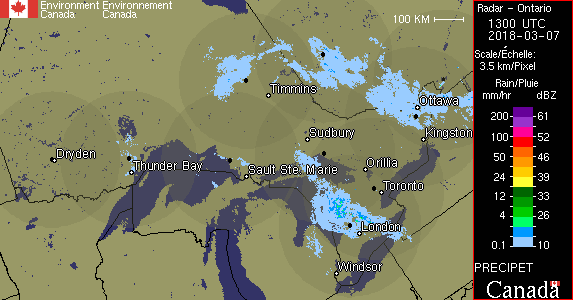 Environment Environnement
Canada Canada
100 KM
Timmins
Ottawa
Sudbury
Kingston
Dryden
Thunder Bay
Sault Ste. Marie
Orillia
Toronto
London
Windsor
Radar - Ontario
1300 UTC
2018-03-07
Scale/Échelle:
3.5 km/Pixel
Rain/Pluie
mm/hr dBZ
200 61
100 52
50 46
24 39
12 33
4 26
0.1 10
PRECIPET
Canada